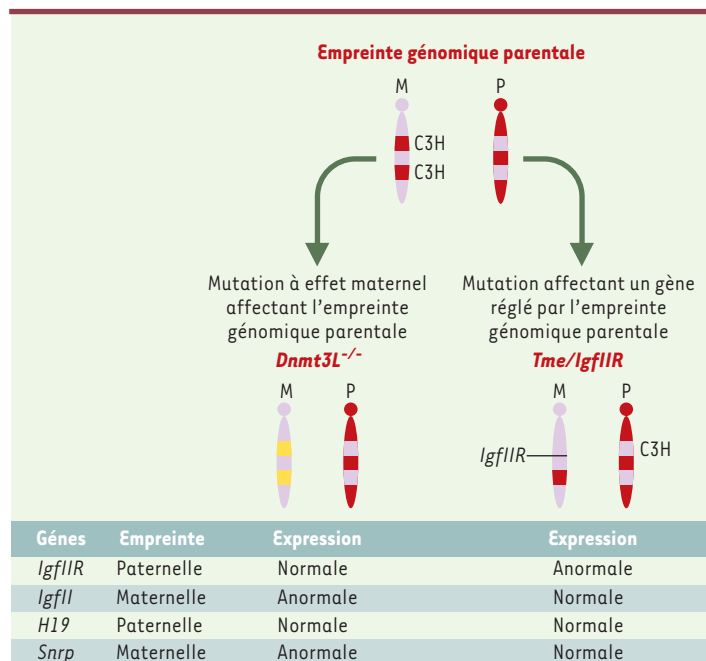 Empreinte génomique parentale
M P
C3H
C3H
Mutation à effet maternel
affectant l'empreinte
génomique parentale
Dnmt3L-/-
Mutation affectant un gène
réglé par l'empreinte
génomique parentale
Tme/IgfIIR
M P
M P
IgfIIR
C3H
Génes Empreinte Expression Expression
IgfIIR Paternelle Normale Anormale
IgfII Maternelle Anormale Normale
H19 Paternelle Normale Normale
Snrp Maternelle Anormale Normale